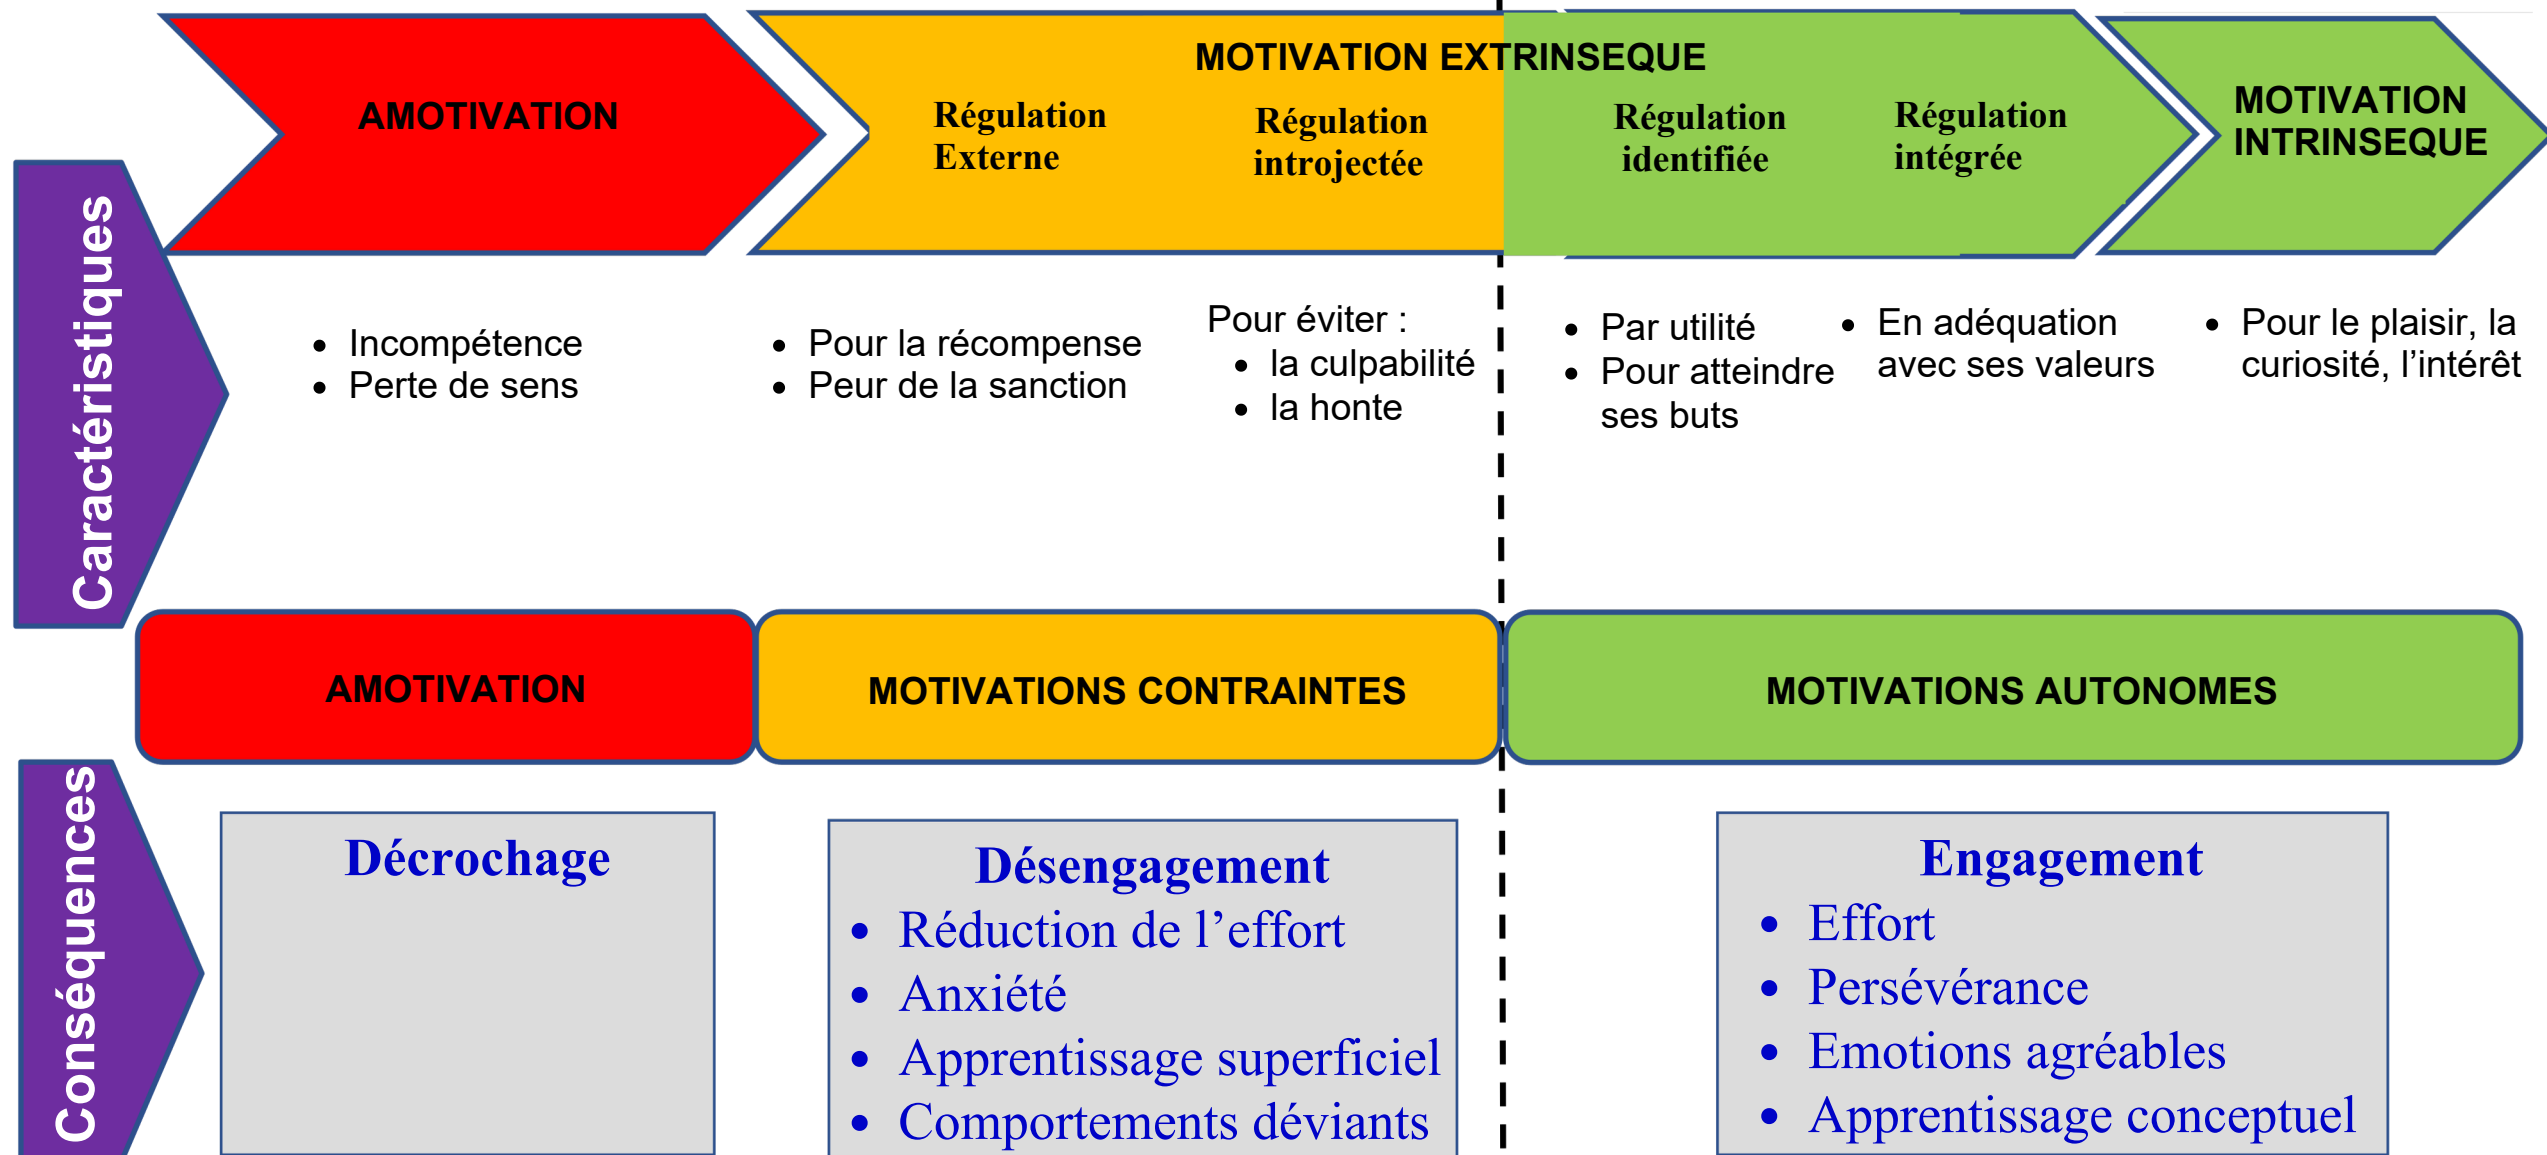 MOTIVATION EXTRINSEQUE
AMOTIVATION
Régulation
Externe
Régulation
introjectée
Régulation
identifiée
Régulation
intégrée
MOTIVATION
INTRINSEQUE
Caractéristiques
• Incompétence
• Perte de sens
• Pour la récompense
• Peur de la sanction
Pour éviter :
• la culpabilité
• la honte
• Par utilité
• Pour atteindre
ses buts
• En adéquation
avec ses valeurs
• Pour le plaisir, la
curiosité, l’intérêt
AMOTIVATION
MOTIVATIONS CONTRAINTES
MOTIVATIONS AUTONOMES
Conséquences
Décrochage
Désengagement
• Réduction de l’effort
• Anxiété
• Apprentissage superficiel
• Comportements déviants
Engagement
• Effort
• Persévérance
• Emotions agréables
• Apprentissage conceptuel